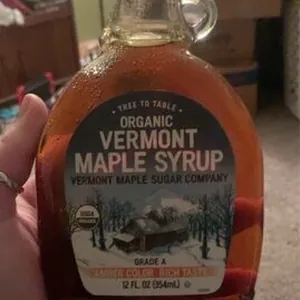 • TREE TO TABLE •
ORGANIC
VERMONT
MAPLE SYRUP
VERMONT MAPLE SUGAR COMPANY
USDA
ORGANIC
GRADE A
AMBER COLOR, RICH TASTE
12 FL. OZ (354mL)